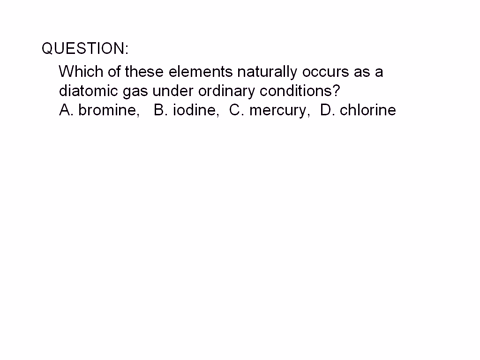 QUESTION:
Which of these elements naturally occurs as a
diatomic gas under ordinary conditions?
A. bromine, B. iodine, C. mercury, D. chlorine